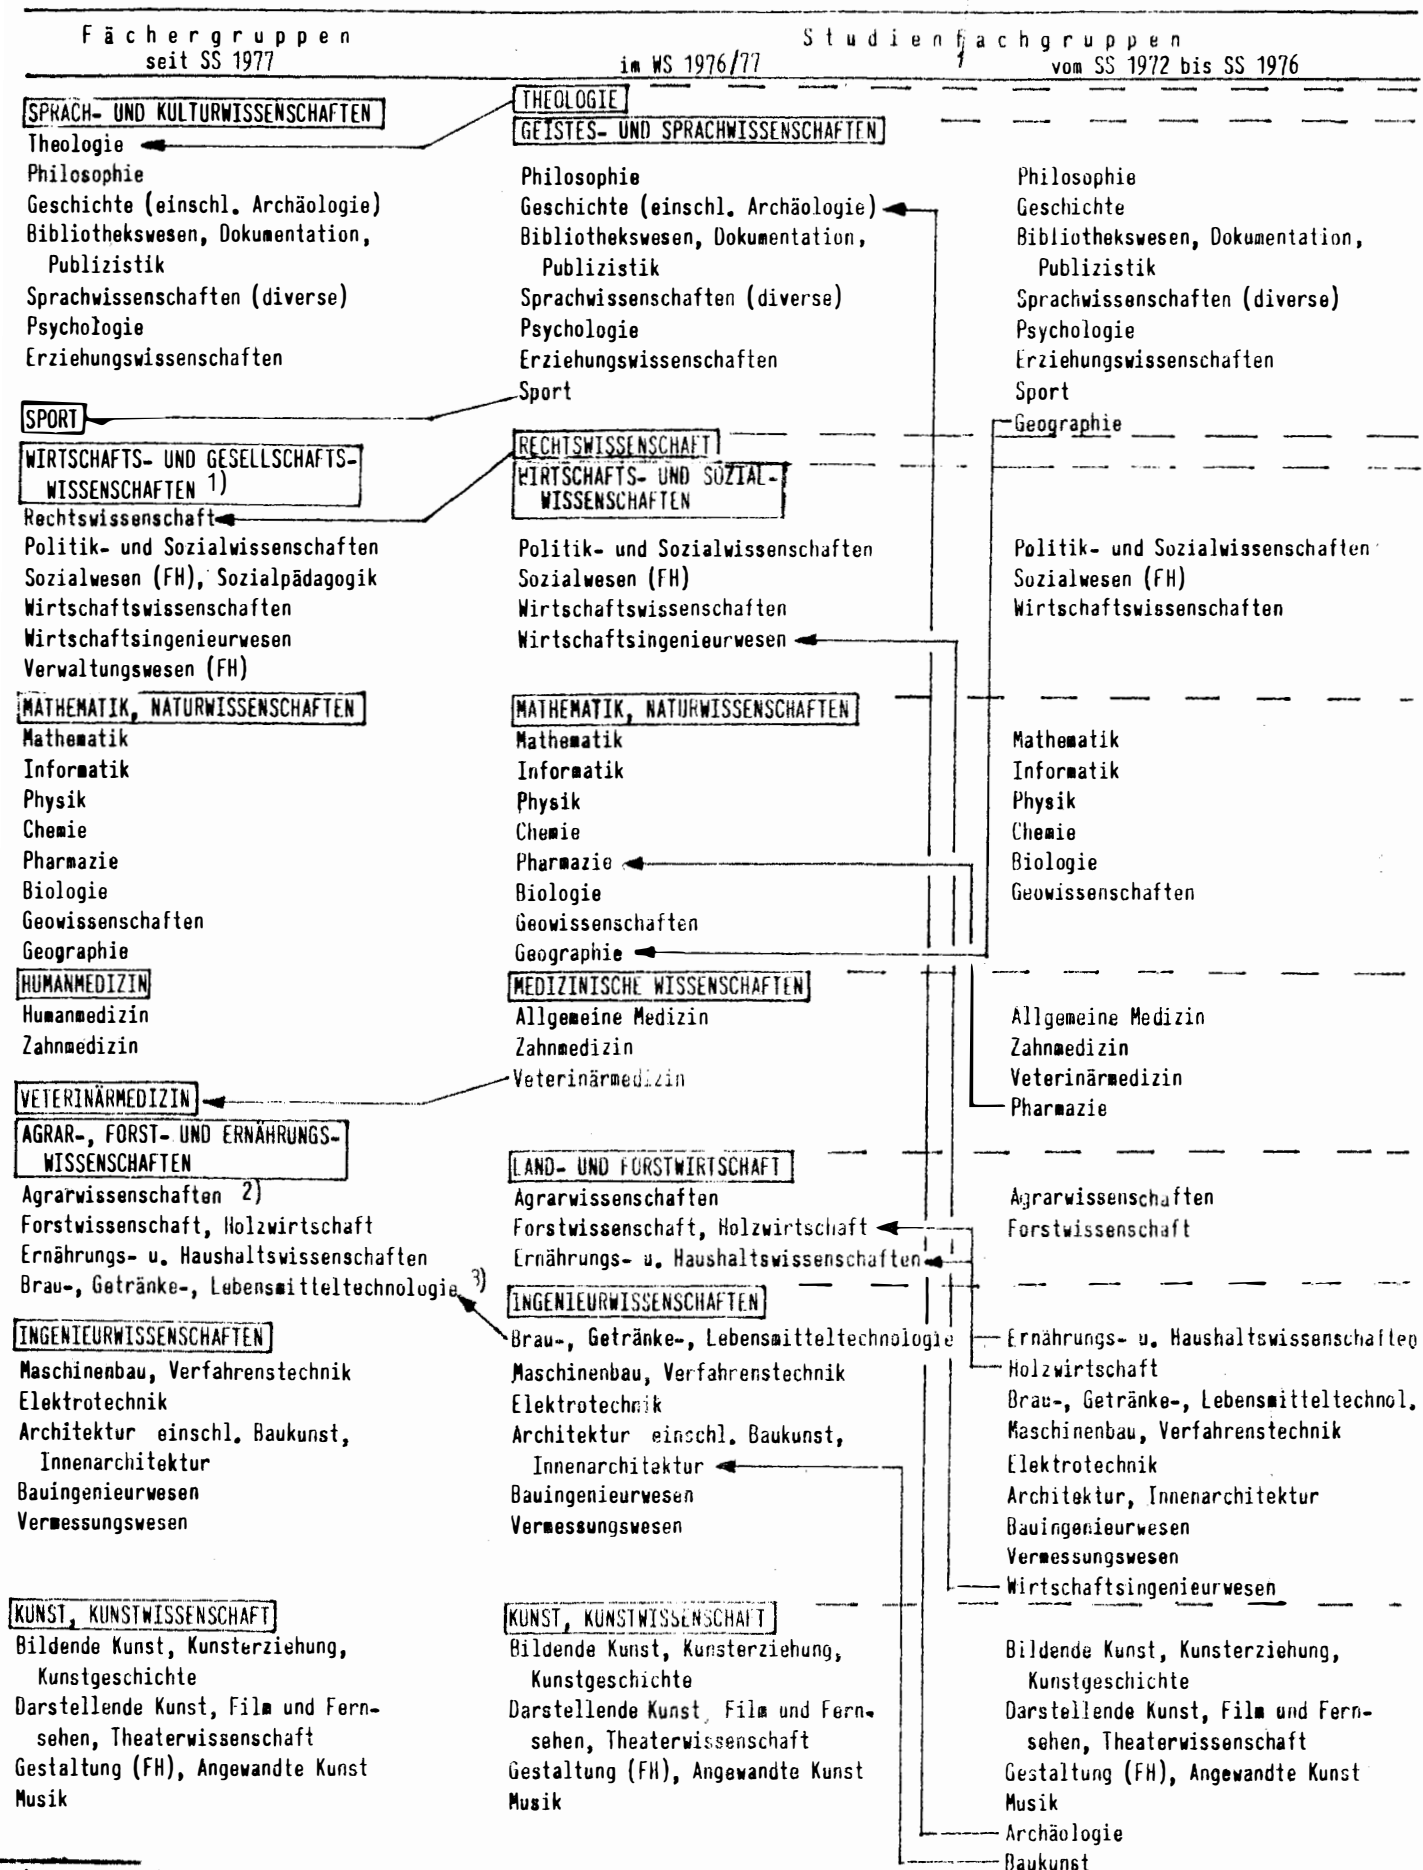 Fächergruppen
seit SS 1977
Studienfachgruppen
im WS 1976/77
vom SS 1972 bis SS 1976
SPRACH- UND KULTURWISSENSCHAFTEN
Theologie
Philosophie
Geschichte (einschl. Archäologie)
Bibliothekswesen, Dokumentation,
Publizistik
Sprachwissenschaften (diverse)
Psychologie
Erziehungswissenschaften
SPORT
WIRTSCHAFTS- UND GESELLSCHAFTS-
WISSENSCHAFTEN 1)
Rechtswissenschaft
Politik- und Sozialwissenschaften
Sozialwesen (FH), Sozialpädagogik
Wirtschaftswissenschaften
Wirtschaftsingenieurwesen
Verwaltungswesen (FH)
MATHEMATIK, NATURWISSENSCHAFTEN
Mathematik
Informatik
Physik
Chemie
Pharmazie
Biologie
Geowissenschaften
Geographie
HUMANMEDIZIN
Humanmedizin
Zahnmedizin
VETERINÄRMEDIZIN
AGRAR-, FORST- UND ERNÄHRUNGS-
WISSENSCHAFTEN
Agrarwissenschaften 2)
Forstwissenschaft, Holzwirtschaft
Ernährungs- u. Haushaltswissenschaften
Brau-, Getränke-, Lebensmitteltechnologie 3)
INGENIEURWISSENSCHAFTEN
Maschinenbau, Verfahrenstechnik
Elektrotechnik
Architektur einschl. Baukunst,
Innenarchitektur
Bauingenieurwesen
Vermessungswesen
KUNST, KUNSTWISSENSCHAFT
Bildende Kunst, Kunsterziehung,
Kunstgeschichte
Darstellende Kunst, Film und Fern-
sehen, Theaterwissenschaft
Gestaltung (FH), Angewandte Kunst
Musik
THEOLOGIE
GEISTES- UND SPRACHWISSENSCHAFTEN
Philosophie
Geschichte (einschl. Archäologie)
Bibliothekswesen, Dokumentation,
Publizistik
Sprachwissenschaften (diverse)
Psychologie
Erziehungswissenschaften
Sport
RECHTSWISSENSCHAFT
WIRTSCHAFTS- UND SOZIAL-
WISSENSCHAFTEN
Politik- und Sozialwissenschaften
Sozialwesen (FH)
Wirtschaftswissenschaften
Wirtschaftsingenieurwesen
MATHEMATIK, NATURWISSENSCHAFTEN
Mathematik
Informatik
Physik
Chemie
Pharmazie
Biologie
Geowissenschaften
Geographie
MEDIZINISCHE WISSENSCHAFTEN
Allgemeine Medizin
Zahnmedizin
Veterinärmedizin
LAND- UND FORSTWIRTSCHAFT
Agrarwissenschaften
Forstwissenschaft, Holzwirtschaft
Ernährungs- u. Haushaltswissenschaften
INGENIEURWISSENSCHAFTEN
Brau-, Getränke-, Lebensmitteltechnologie
Maschinenbau, Verfahrenstechnik
Elektrotechnik
Architektur einschl. Baukunst,
Innenarchitektur
Bauingenieurwesen
Vermessungswesen
KUNST, KUNSTWISSENSCHAFT
Bildende Kunst, Kunsterziehung,
Kunstgeschichte
Darstellende Kunst, Film und Fern-
sehen, Theaterwissenschaft
Gestaltung (FH), Angewandte Kunst
Musik
Philosophie
Geschichte
Bibliothekswesen, Dokumentation,
Publizistik
Sprachwissenschaften (diverse)
Psychologie
Erziehungswissenschaften
Sport
Geographie
Politik- und Sozialwissenschaften
Sozialwesen (FH)
Wirtschaftswissenschaften
Mathematik
Informatik
Physik
Chemie
Biologie
Geowissenschaften
Allgemeine Medizin
Zahnmedizin
Veterinärmedizin
Pharmazie
Agrarwissenschaften
Forstwissenschaft
Ernährungs- u. Haushaltswissenschaften
Holzwirtschaft
Brau-, Getränke-, Lebensmitteltechnol.
Maschinenbau, Verfahrenstechnik
Elektrotechnik
Architektur, Innenarchitektur
Bauingenieurwesen
Vermessungswesen
Wirtschaftsingenieurwesen
Bildende Kunst, Kunsterziehung,
Kunstgeschichte
Darstellende Kunst, Film und Fern-
sehen, Theaterwissenschaft
Gestaltung (FH), Angewandte Kunst
Musik
Archäologie
Baukunst